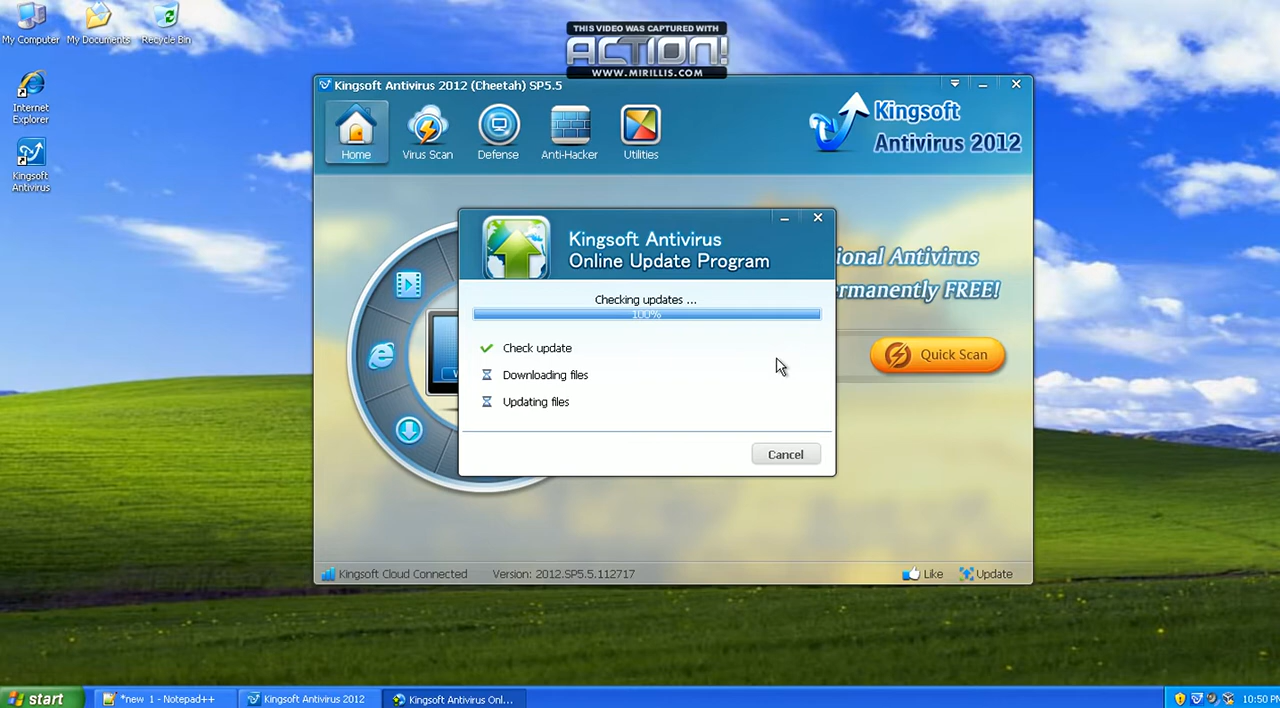 My Computer
My Documents
Recycle Bin
Internet
Explorer
Kingsoft
Antivirus
THIS VIDEO WAS CAPTURED WITH
ACTION!
WWW.MIRILLIS.COM
Kingsoft Antivirus 2012 (Cheetah) SP5.5
Home
Virus Scan
Defense
Anti-Hacker
Utilities
Kingsoft
Antivirus 2012
ional Antivirus
rmanently FREE!
Quick Scan
Kingsoft Antivirus
Online Update Program
Checking updates ...
100%
Check update
Downloading files
Updating files
Cancel
Kingsoft Cloud Connected
Version: 2012.SP5.5.112717
Like
Update
start
*new 1 - Notepad++
Kingsoft Antivirus 2012
Kingsoft Antivirus Onl...
10:50 PM